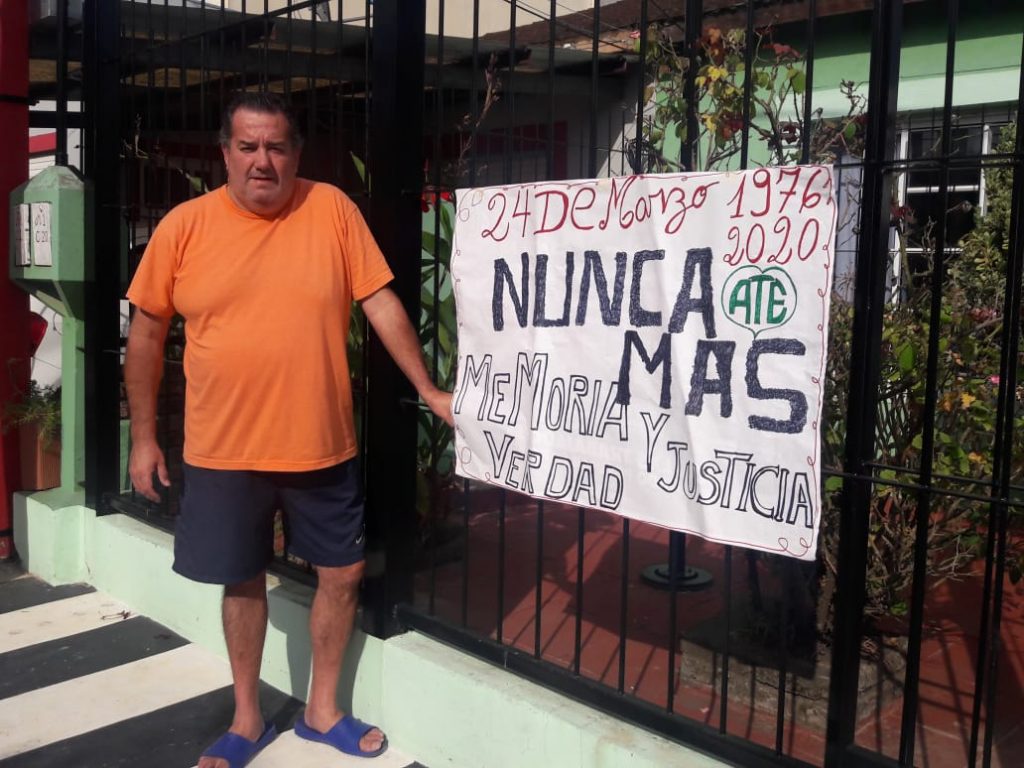 24 De Marzo 1976
2020
NUNCA
MAS
ATE
MeMoRiA
VerDAD
Y JuSTiCiA